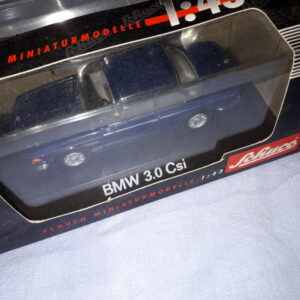 1:43
MINIATURMODELLE
BMW 3.0 Csi
Schuco
SCHUCO MINIATURMODELLE 1:43